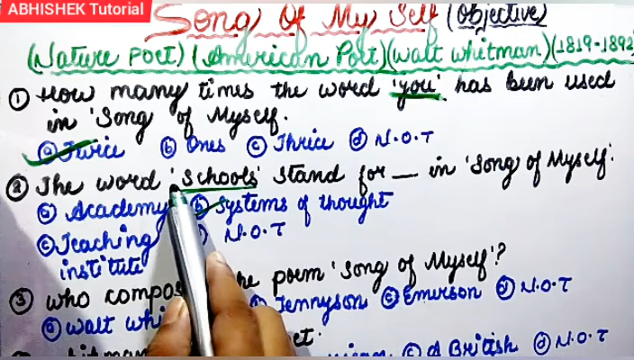 ABHISHEK Tutorial
Song Of My Self (Objective)
(Nature Poet) (American Poet) (Walt Whitman) (1819-1892
① How many times the word 'you' has been used
in 'Song of Myself.
ⓐ Twice ⓑ Ones ⓒ Thrice ⓓ N.O.T
② The word 'Schools' stand for — in 'Song of Myself'.
ⓐ Academy ⓑ Systems of thought
ⓒ Teaching N.O.T
institute
③ Who compos the poem 'Song of Myself'?
ⓐ Walt Whi Tennyson ⓒ Emerson ⓓ N.O.T
ⓒ A British ⓓ N.O.T